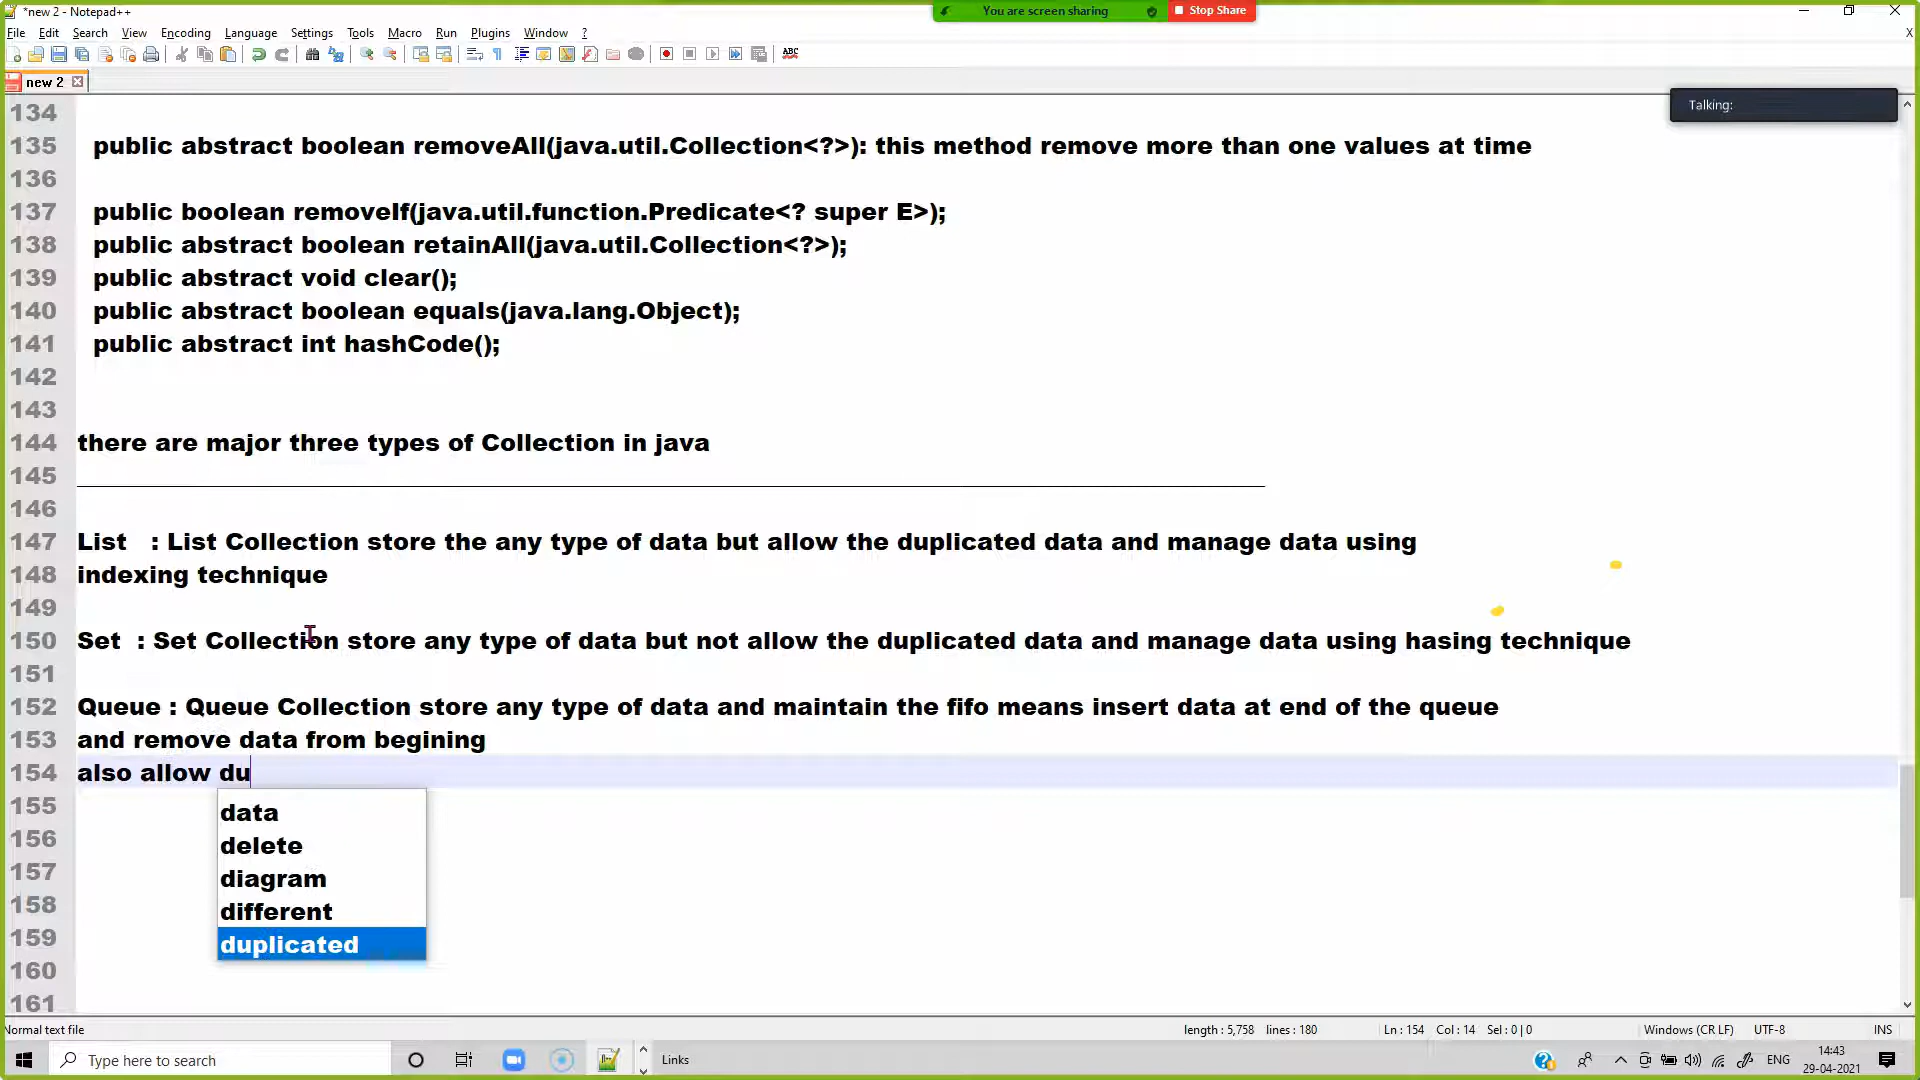 *new 2 - Notepad++
You are screen sharing
Stop Share
File Edit Search View Encoding Language Settings Tools Macro Run Plugins Window ?
X
ABC
new 2
Talking:
134
135 public abstract boolean removeAll(java.util.Collection<?>): this method remove more than one values at time
136
137 public boolean removeIf(java.util.function.Predicate<? super E>);
138 public abstract boolean retainAll(java.util.Collection<?>);
139 public abstract void clear();
140 public abstract boolean equals(java.lang.Object);
141 public abstract int hashCode();
142
143
144 there are major three types of Collection in java
145
146
147 List : List Collection store the any type of data but allow the duplicated data and manage data using
148 indexing technique
149
150 Set : Set Collection store any type of data but not allow the duplicated data and manage data using hasing technique
151
152 Queue : Queue Collection store any type of data and maintain the fifo means insert data at end of the queue
153 and remove data from begining
154 also allow du
155 data
156 delete
157 diagram
158 different
159 duplicated
160
161
Normal text file
length : 5,758 lines : 180
Ln : 154 Col : 14 Sel : 0 | 0
Windows (CR LF)
UTF-8
INS
Type here to search
Links
ENG
14:43
29-04-2021